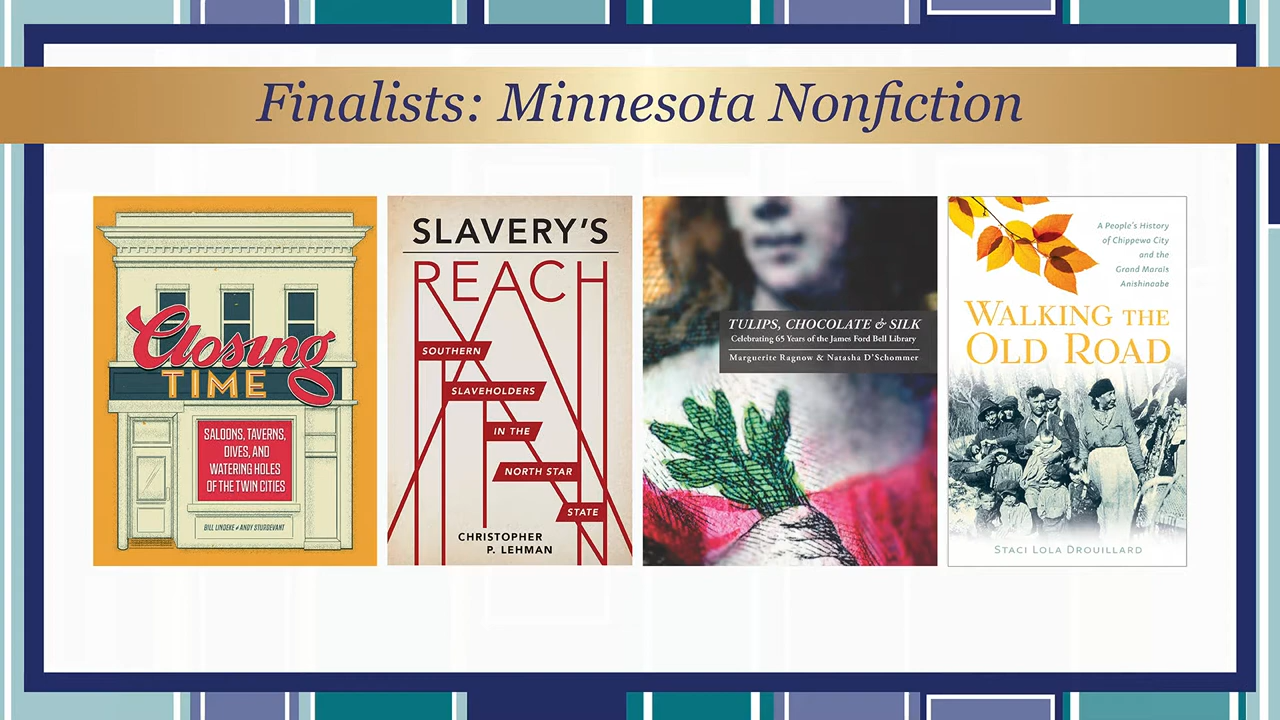 Finalists: Minnesota Nonfiction
Closing
TIME
SALOONS, TAVERNS,
DIVES, AND
WATERING HOLES
OF THE TWIN CITIES
BILL LINDEKE & ANDY STURDEVANT
SLAVERY'S
REACH
SOUTHERN
SLAVEHOLDERS
IN THE
NORTH STAR
STATE
CHRISTOPHER
P. LEHMAN
TULIPS, CHOCOLATE & SILK
Celebrating 65 Years of the James Ford Bell Library
Marguerite Ragnow & Natasha D'Schommer
A People's History
of Chippewa City
and the
Grand Marais
Anishinaabe
WALKING THE
OLD ROAD
STACI LOLA DROUILLARD